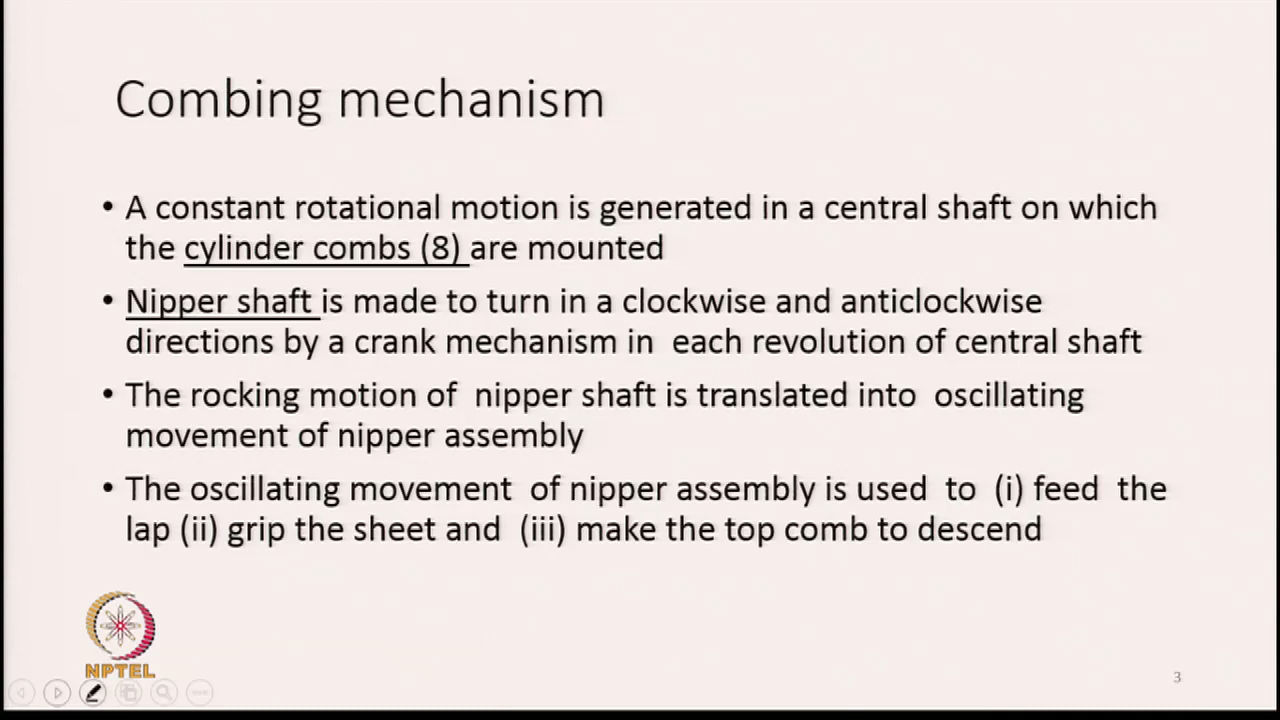 Combing mechanism
• A constant rotational motion is generated in a central shaft on which
the cylinder combs (8) are mounted
• Nipper shaft is made to turn in a clockwise and anticlockwise
directions by a crank mechanism in each revolution of central shaft
• The rocking motion of nipper shaft is translated into oscillating
movement of nipper assembly
• The oscillating movement of nipper assembly is used to (i) feed the
lap (ii) grip the sheet and (iii) make the top comb to descend
NPTEL
3